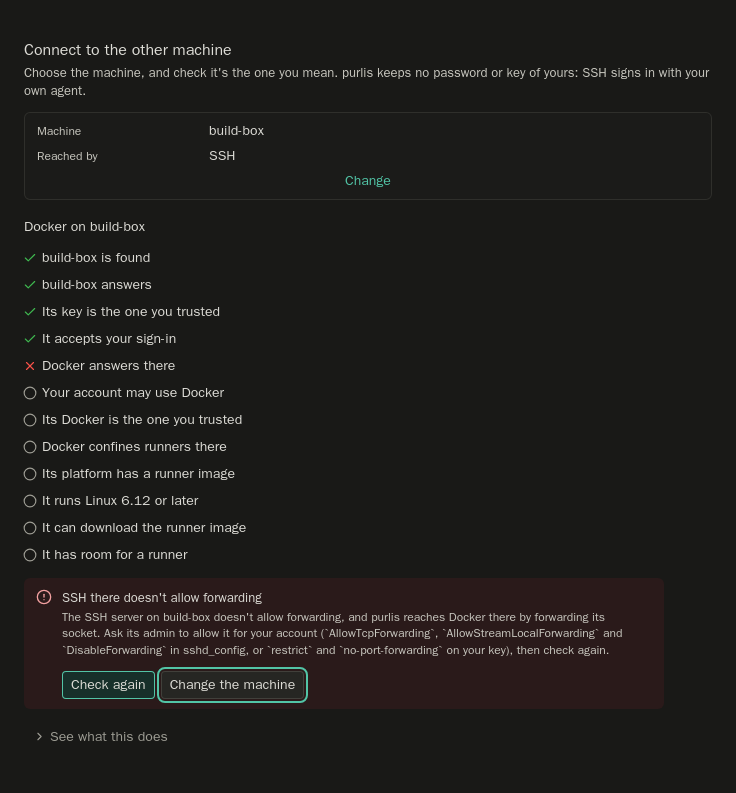 Connect to the other machine
Choose the machine, and check it's the one you mean. purlis keeps no password or key of yours: SSH signs in with your
own agent.
Machine build-box
Reached by SSH
Change
Docker on build-box
build-box is found
build-box answers
Its key is the one you trusted
It accepts your sign-in
Docker answers there
Your account may use Docker
Its Docker is the one you trusted
Docker confines runners there
Its platform has a runner image
It runs Linux 6.12 or later
It can download the runner image
It has room for a runner
SSH there doesn't allow forwarding
The SSH server on build-box doesn't allow forwarding, and purlis reaches Docker there by forwarding its
socket. Ask its admin to allow it for your account (`AllowTcpForwarding`, `AllowStreamLocalForwarding` and
`DisableForwarding` in sshd_config, or `restrict` and `no-port-forwarding` on your key), then check again.
Check again Change the machine
See what this does